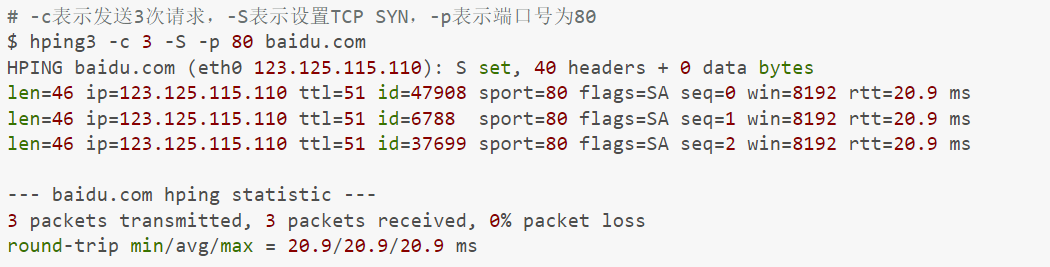 # -c表示发送3次请求，-S表示设置TCP SYN，-p表示端口号为80
$ hping3 -c 3 -S -p 80 baidu.com
HPING baidu.com (eth0 123.125.115.110): S set, 40 headers + 0 data bytes
len=46 ip=123.125.115.110 ttl=51 id=47908 sport=80 flags=SA seq=0 win=8192 rtt=20.9 ms
len=46 ip=123.125.115.110 ttl=51 id=6788  sport=80 flags=SA seq=1 win=8192 rtt=20.9 ms
len=46 ip=123.125.115.110 ttl=51 id=37699 sport=80 flags=SA seq=2 win=8192 rtt=20.9 ms
--- baidu.com hping statistic ---
3 packets transmitted, 3 packets received, 0% packet loss
round-trip min/avg/max = 20.9/20.9/20.9 ms